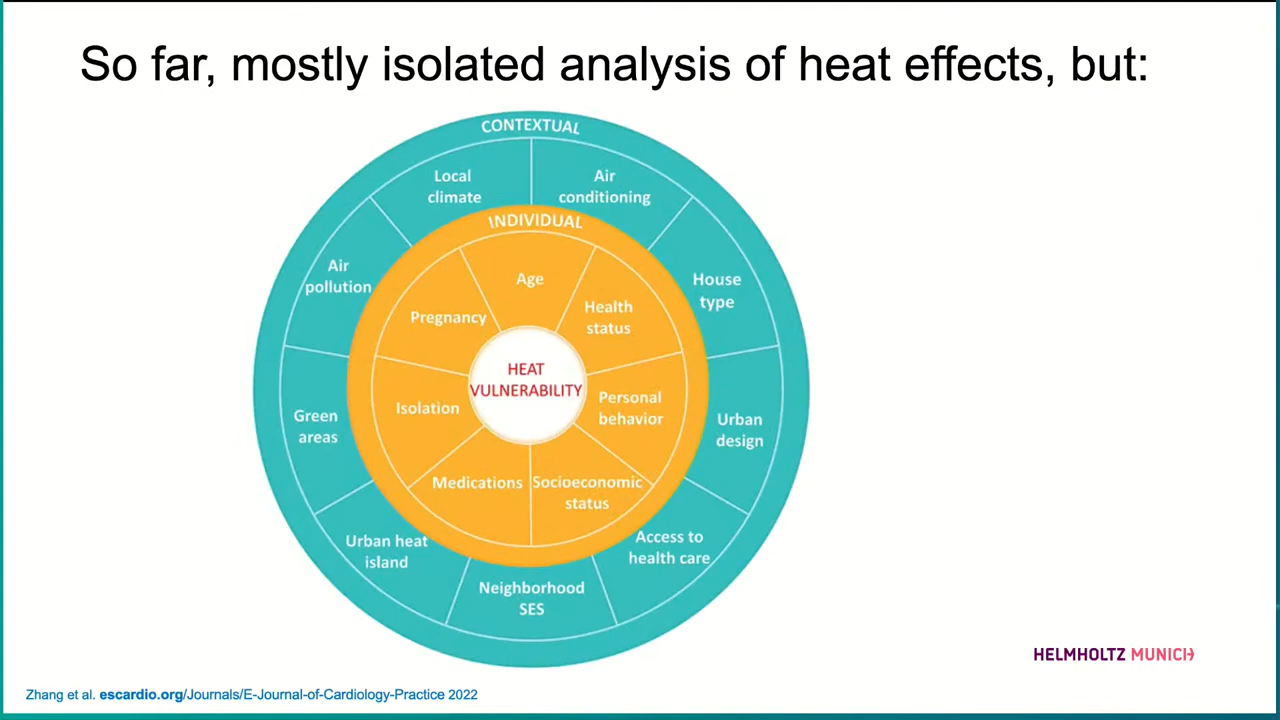 So far, mostly isolated analysis of heat effects, but:
CONTEXTUAL
Local
climate
Air
conditioning
House
type
Urban
design
Access to
health care
Neighborhood
SES
Urban heat
island
Green
areas
Air
pollution
INDIVIDUAL
Age
Health
status
Personal
behavior
Socioeconomic
status
Medications
Isolation
Pregnancy
HEAT
VULNERABILITY
HELMHOLTZ MUNICH
Zhang et al. escardio.org/Journals/E-Journal-of-Cardiology-Practice 2022